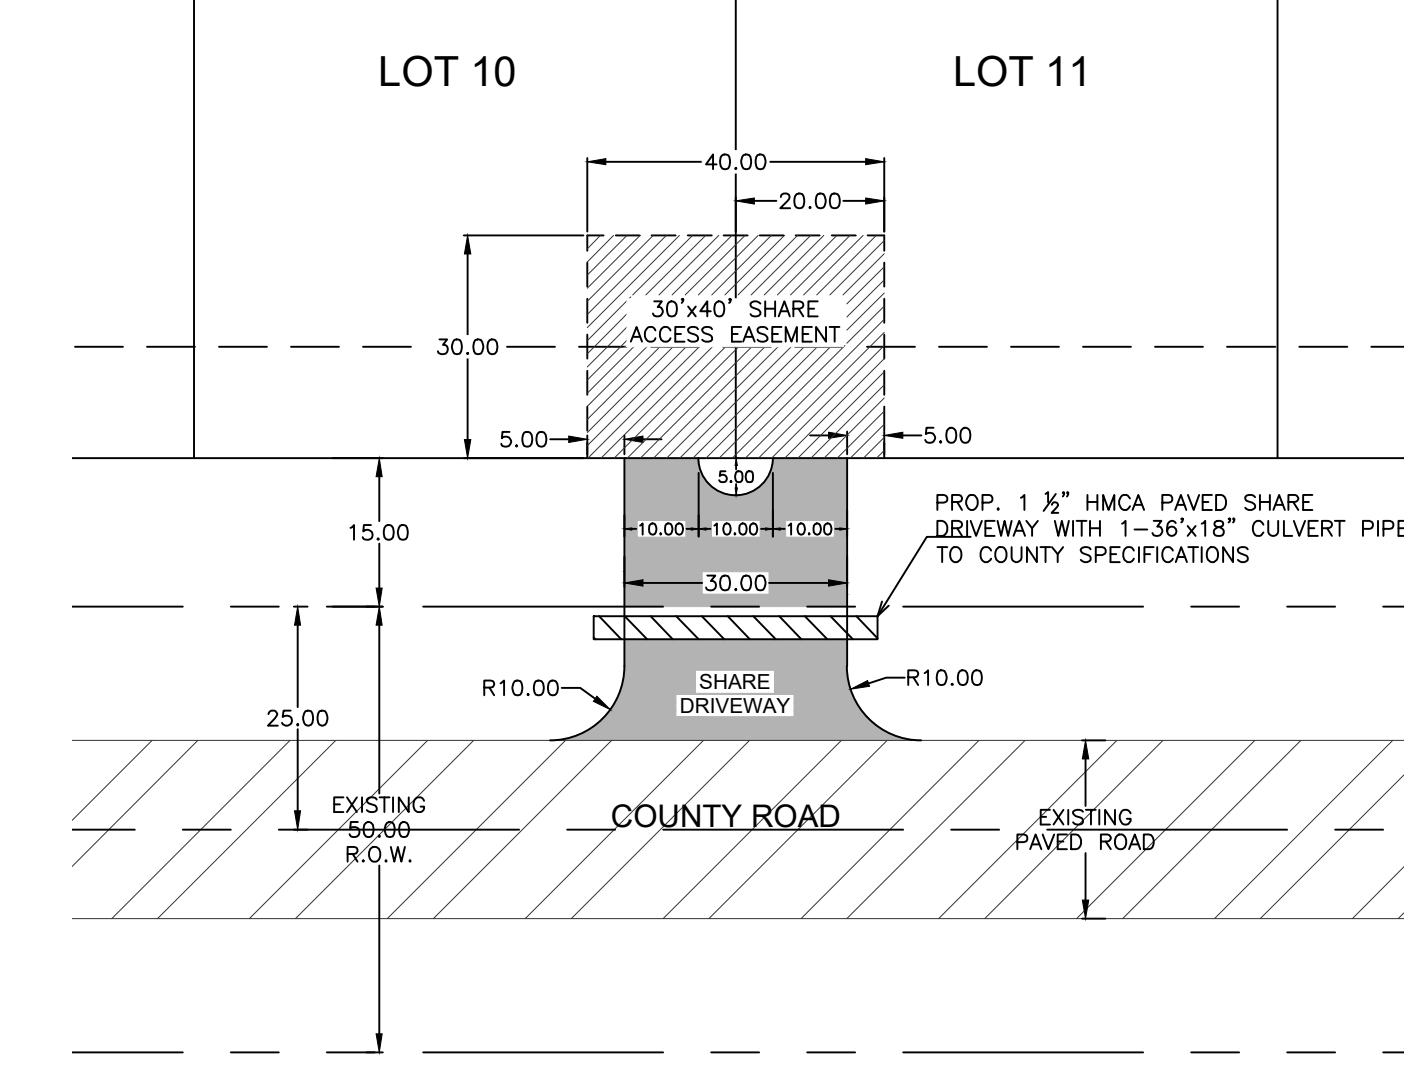 LOT 10
LOT 11
40.00
20.00
30'x40' SHARE
ACCESS EASEMENT
30.00
5.00
5.00
5.00
15.00
10.00
10.00
10.00
PROP. 1 ½" HMCA PAVED SHARE
DRIVEWAY WITH 1-36'x18" CULVERT PIPE
TO COUNTY SPECIFICATIONS
30.00
R10.00
SHARE
DRIVEWAY
R10.00
25.00
EXISTING
50.00
R.O.W.
COUNTY ROAD
EXISTING
PAVED ROAD